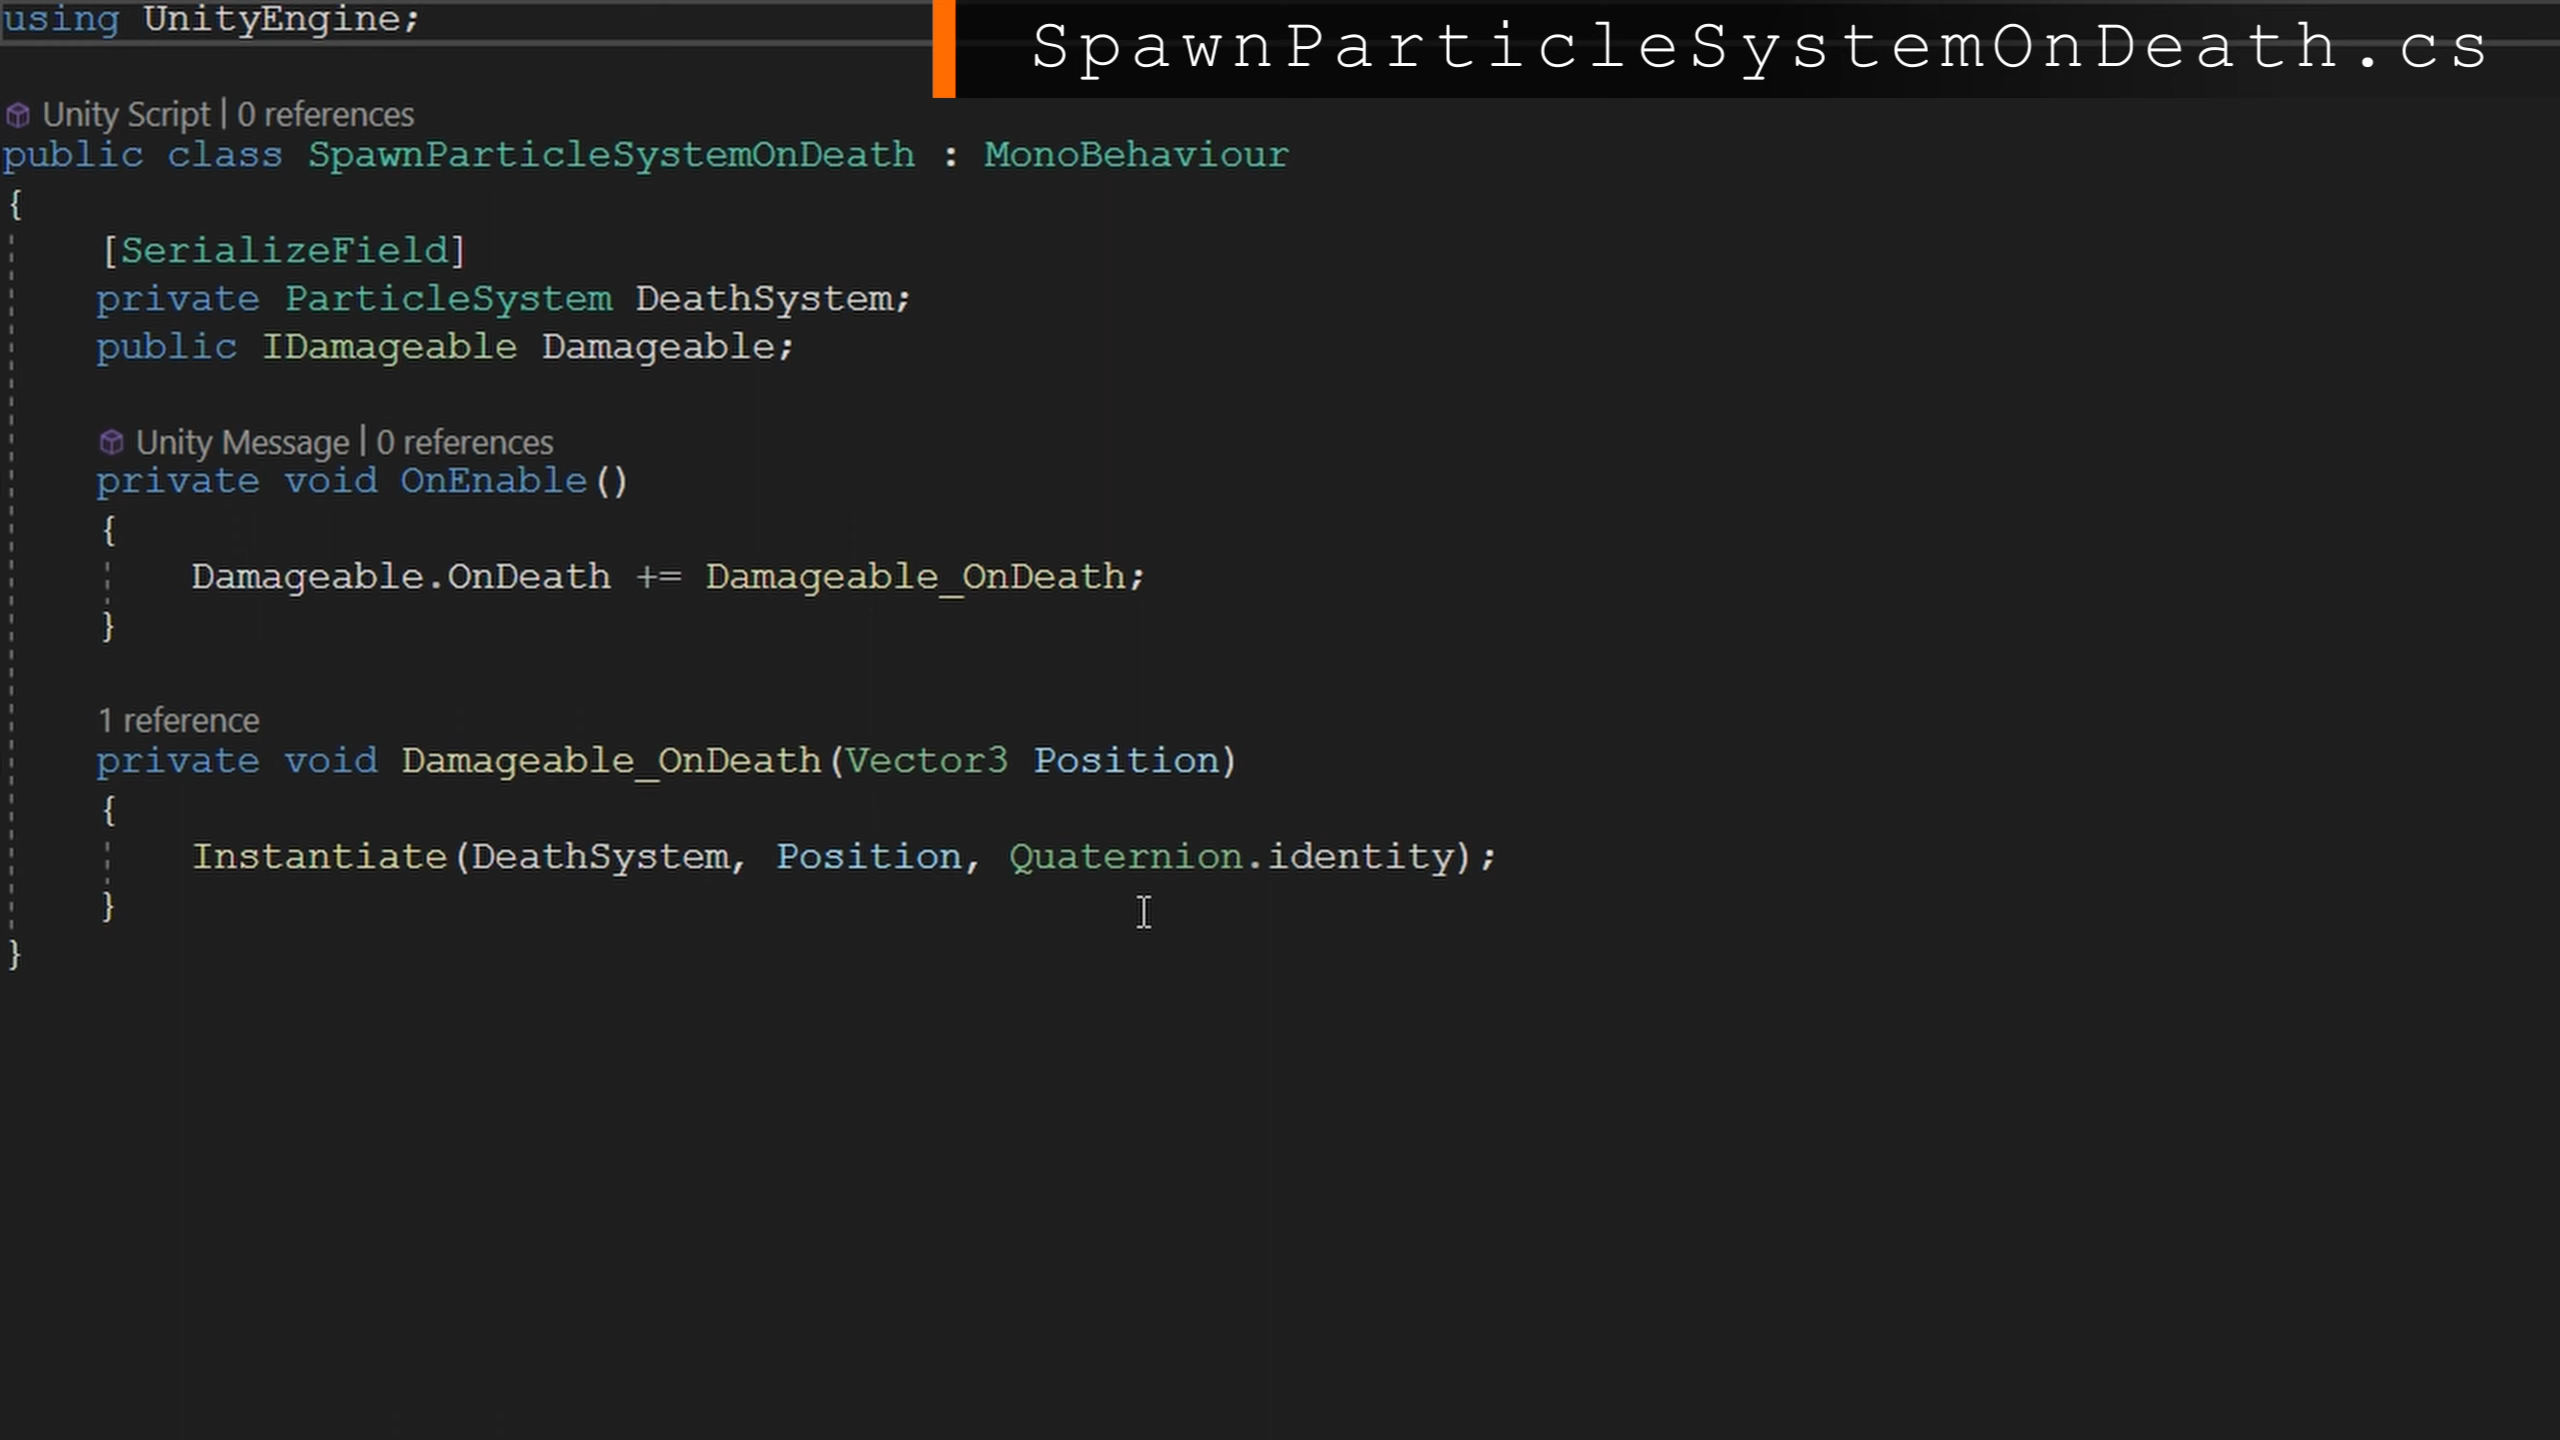 using UnityEngine;
SpawnParticleSystemOnDeath.cs
Unity Script | 0 references
public class SpawnParticleSystemOnDeath : MonoBehaviour
{
[SerializeField]
private ParticleSystem DeathSystem;
public IDamageable Damageable;
Unity Message | 0 references
private void OnEnable()
{
Damageable.OnDeath += Damageable_OnDeath;
}
1 reference
private void Damageable_OnDeath(Vector3 Position)
{
Instantiate(DeathSystem, Position, Quaternion.identity);
}
}